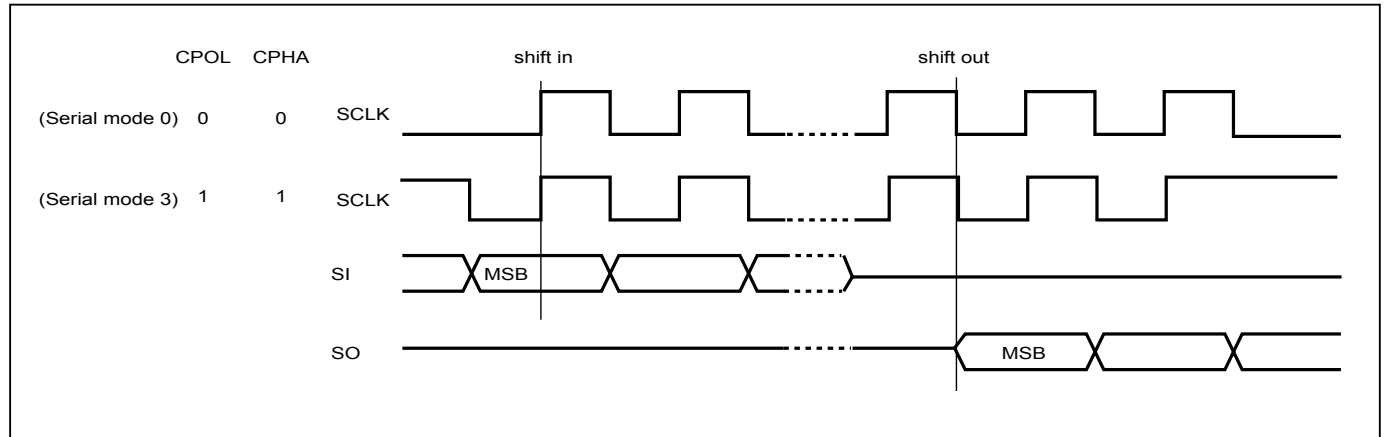 CPOL CPHA shift in shift out
(Serial mode 0) 0 0 SCLK
(Serial mode 3) 1 1 SCLK
SI MSB
SO MSB